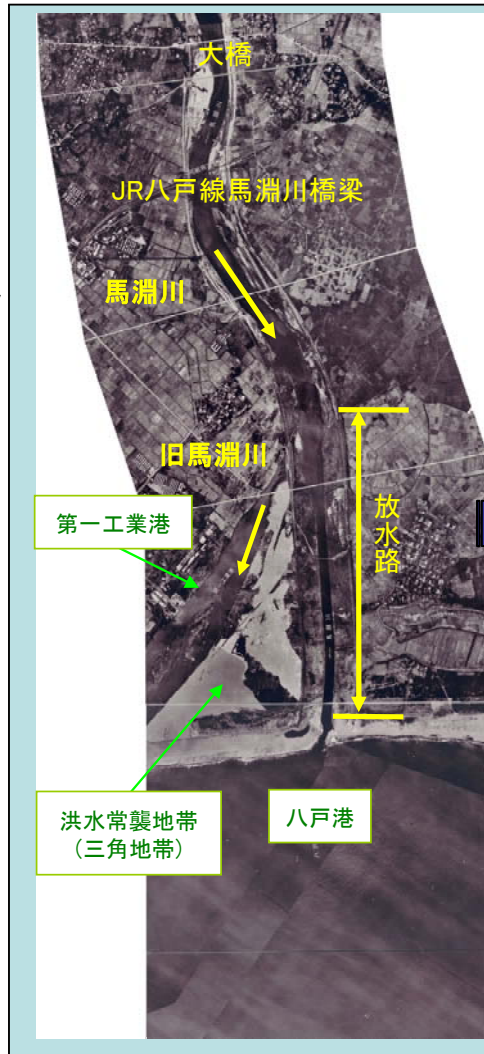 大橋
JR八戸線馬淵川橋梁
馬淵川
旧馬淵川
第一工業港
放水路
洪水常襲地帯
（三角地帯）
八戸港